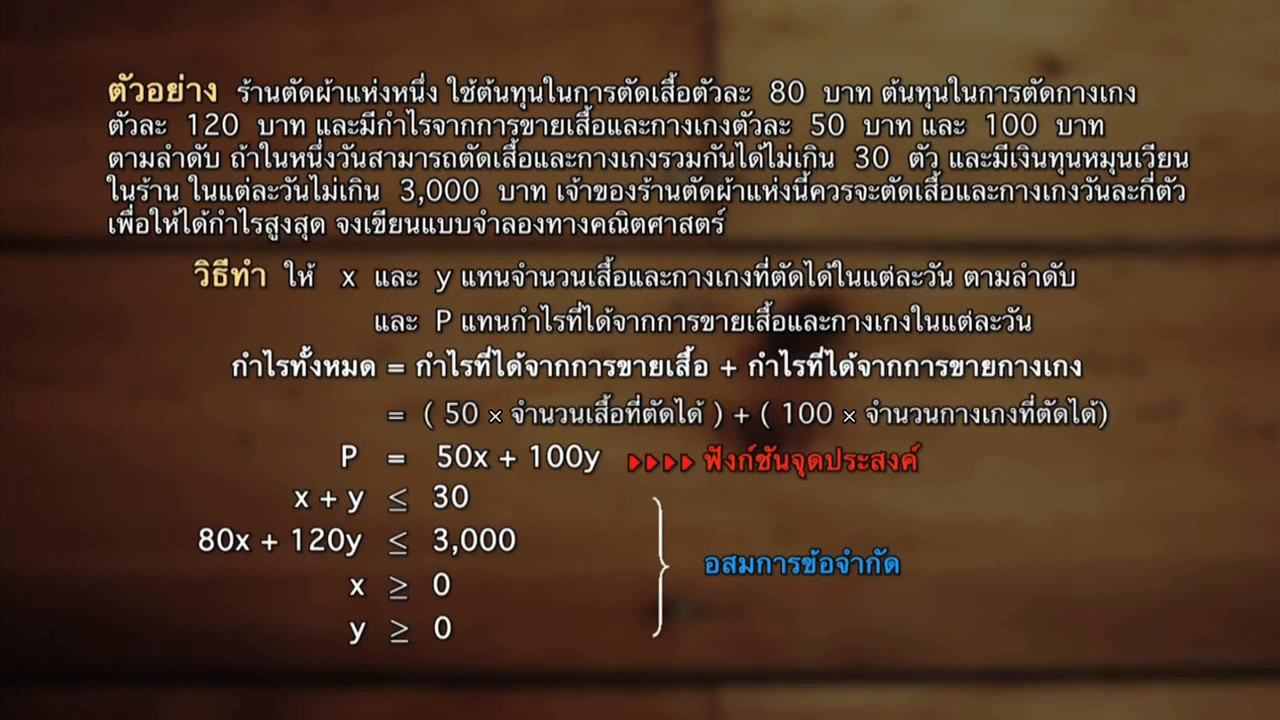 ตัวอย่าง ร้านตัดผ้าแห่งหนึ่ง ใช้ต้นทุนในการตัดเสื้อตัวละ 80 บาท ต้นทุนในการตัดกางเกง
ตัวละ 120 บาท และมีกำไรจากการขายเสื้อและกางเกงตัวละ 50 บาท และ 100 บาท
ตามลำดับ ถ้าในหนึ่งวันสามารถตัดเสื้อและกางเกงรวมกันได้ไม่เกิน 30 ตัว และมีเงินทุนหมุนเวียน
ในร้าน ในแต่ละวันไม่เกิน 3,000 บาท เจ้าของร้านตัดผ้าแห่งนี้ควรจะตัดเสื้อและกางเกงวันละกี่ตัว
เพื่อให้ได้กำไรสูงสุด จงเขียนแบบจำลองทางคณิตศาสตร์
วิธีทำ ให้ x และ y แทนจำนวนเสื้อและกางเกงที่ตัดได้ในแต่ละวัน ตามลำดับ
และ P แทนกำไรที่ได้จากการขายเสื้อและกางเกงในแต่ละวัน
กำไรทั้งหมด = กำไรที่ได้จากการขายเสื้อ + กำไรที่ได้จากการขายกางเกง
= ( 50 × จำนวนเสื้อที่ตัดได้ ) + ( 100 × จำนวนกางเกงที่ตัดได้)
P = 50x + 100y ฟังก์ชันจุดประสงค์
x + y ≤ 30
80x + 120y ≤ 3,000
อสมการข้อจำกัด
x ≥ 0
y ≥ 0